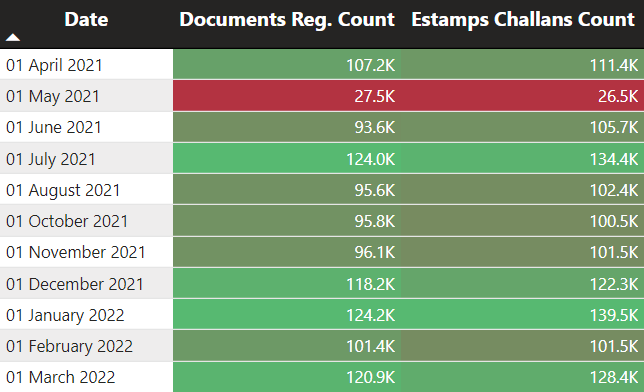 Date Documents Reg. Count Estamps Challans Count
01 April 2021 107.2K 111.4K
01 May 2021 27.5K 26.5K
01 June 2021 93.6K 105.7K
01 July 2021 124.0K 134.4K
01 August 2021 95.6K 102.4K
01 October 2021 95.8K 100.5K
01 November 2021 96.1K 101.5K
01 December 2021 118.2K 122.3K
01 January 2022 124.2K 139.5K
01 February 2022 101.4K 101.5K
01 March 2022 120.9K 128.4K